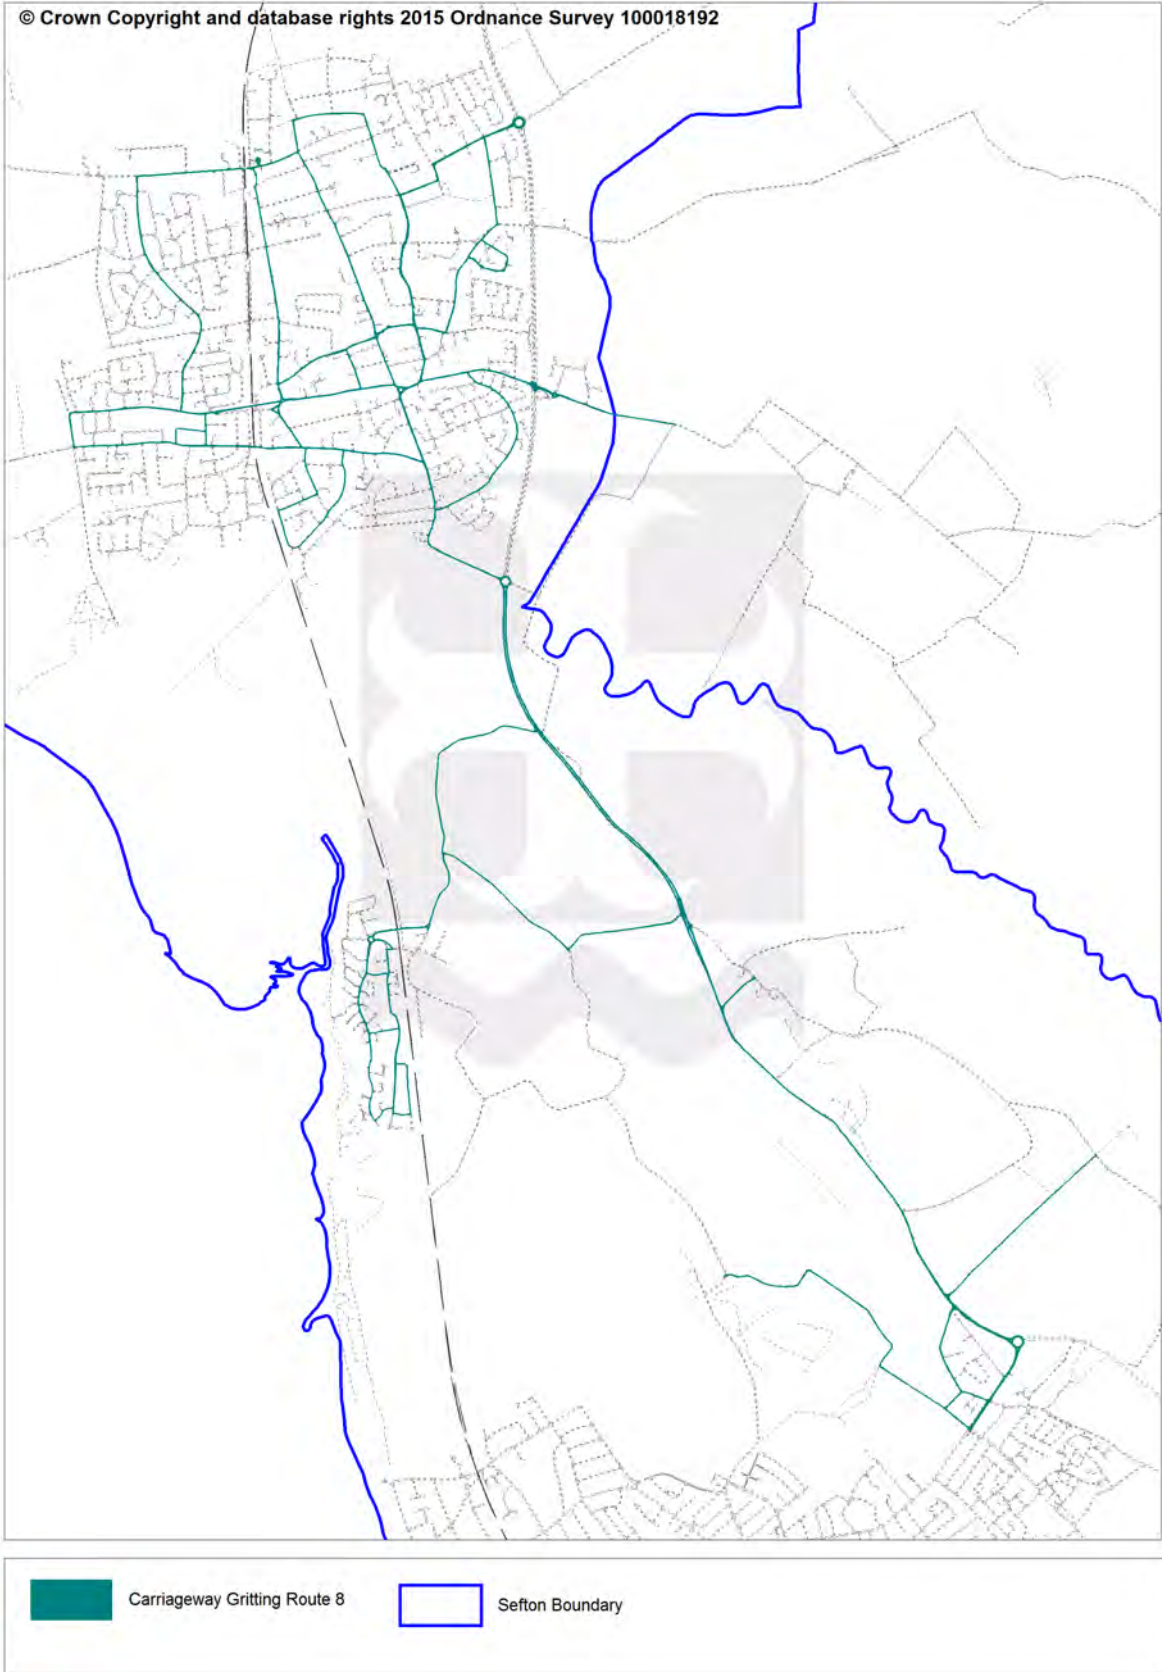 © Crown Copyright and database rights 2015 Ordnance Survey 100018192
Carriageway Gritting Route 8
Sefton Boundary